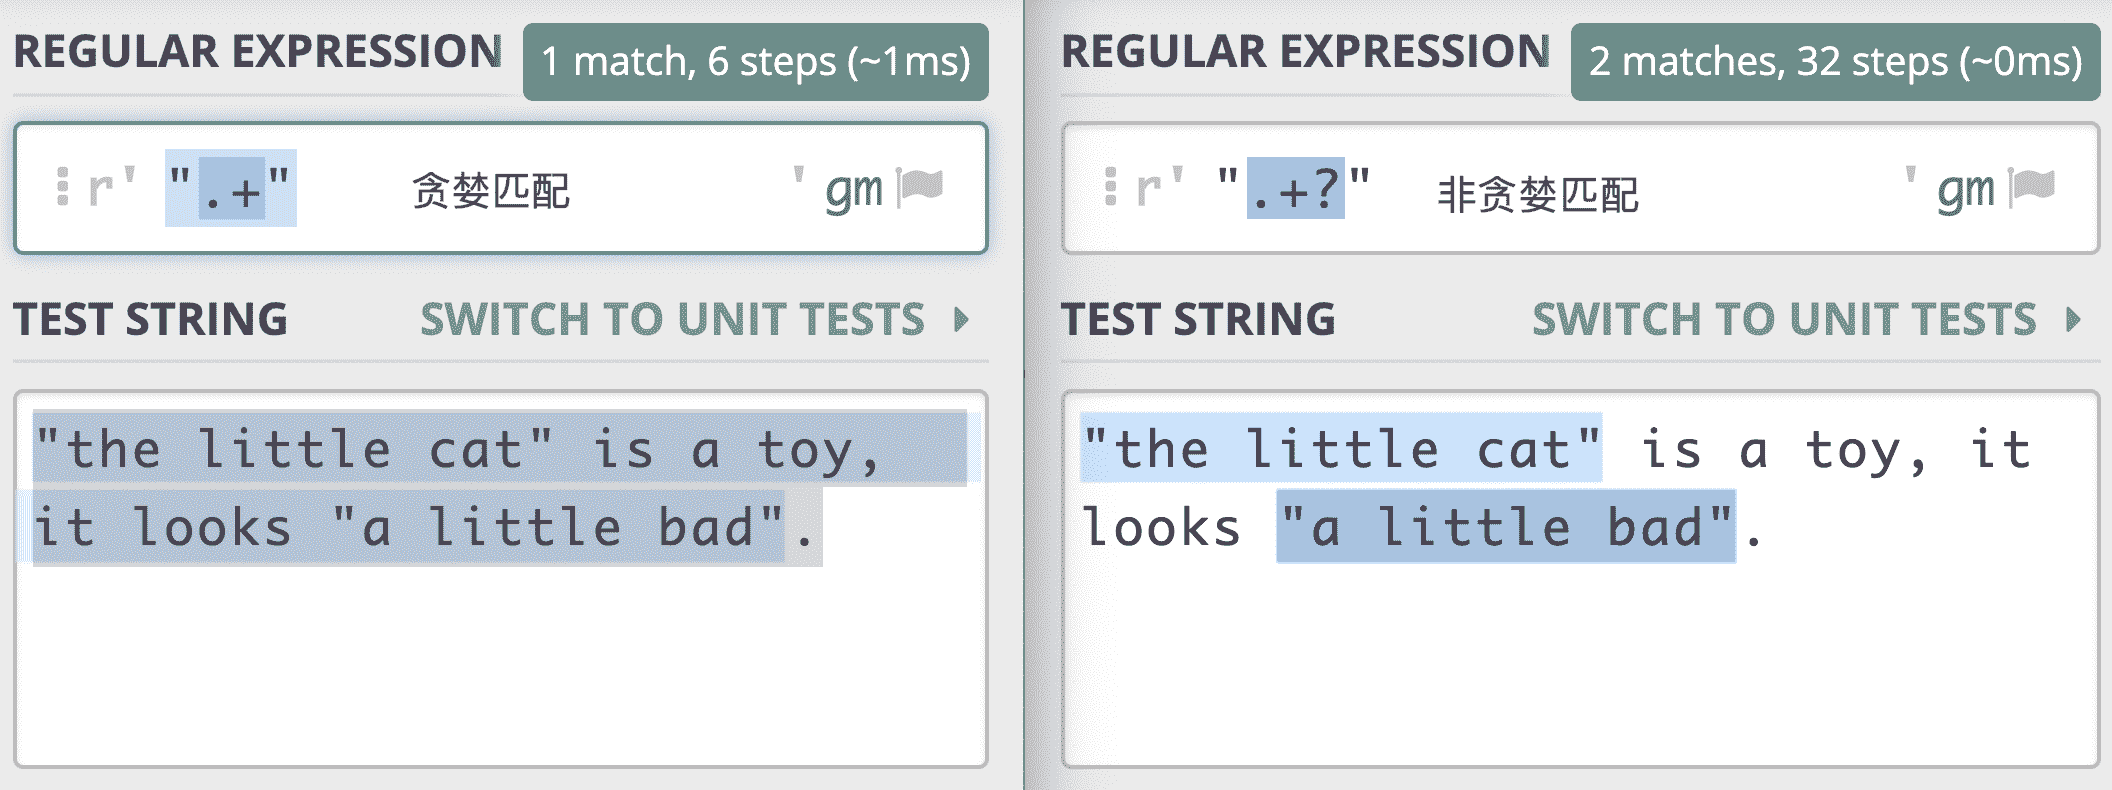 REGULAR EXPRESSION
1 match, 6 steps (~1ms)
r' ".+" 贪婪匹配 ' gm
TEST STRING SWITCH TO UNIT TESTS
"the little cat" is a toy,
it looks "a little bad".
REGULAR EXPRESSION
2 matches, 32 steps (~0ms)
r' ".+?" 非贪婪匹配 ' gm
TEST STRING SWITCH TO UNIT TESTS
"the little cat" is a toy, it
looks "a little bad".